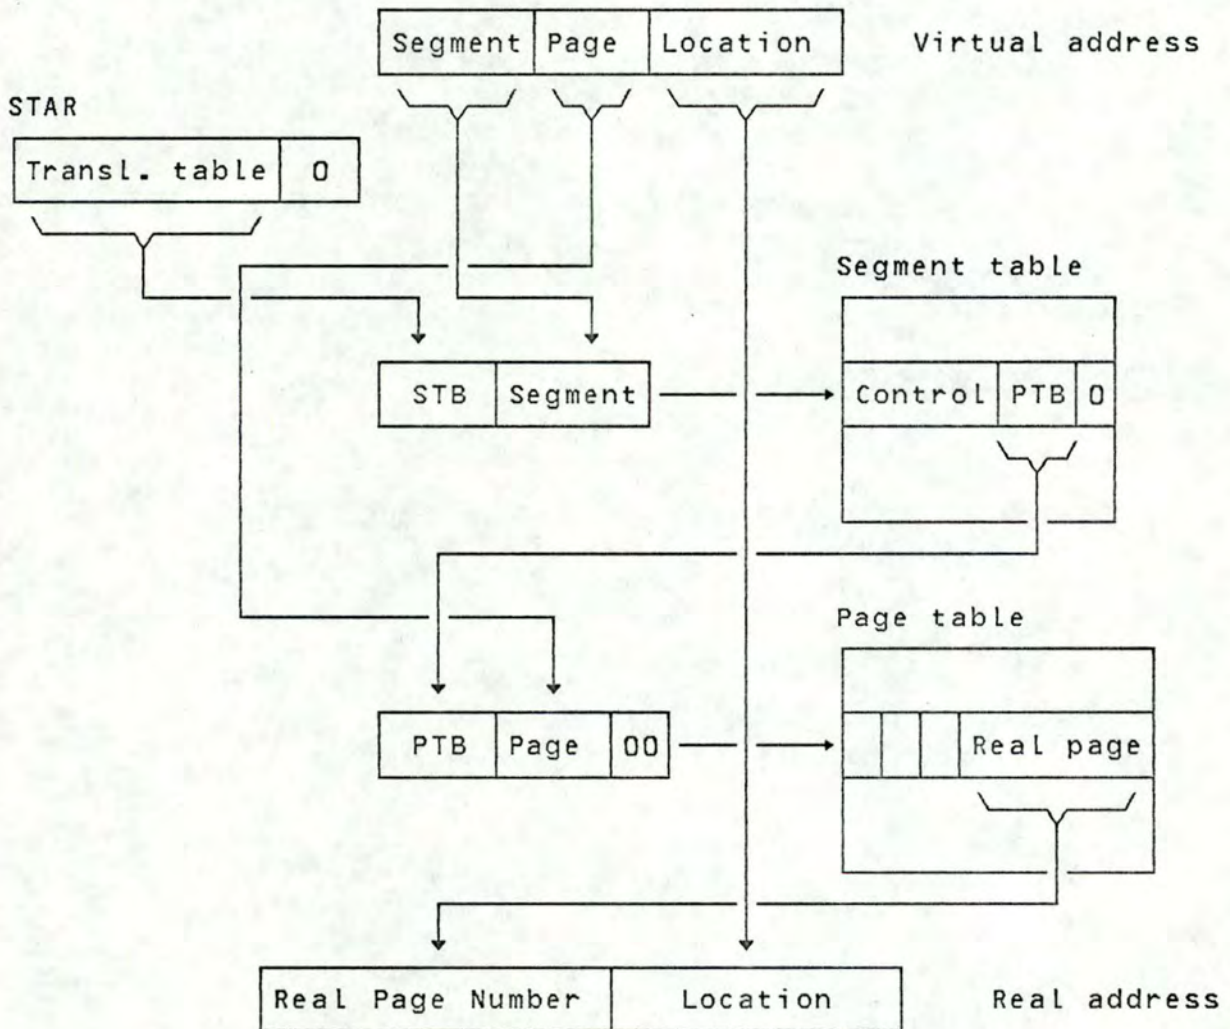 Segment Page Location Virtual address
STAR
Transl. table 0
Segment table
STB Segment Control PTB 0
Page table
PTB Page 00 Real page
Real Page Number Location Real address